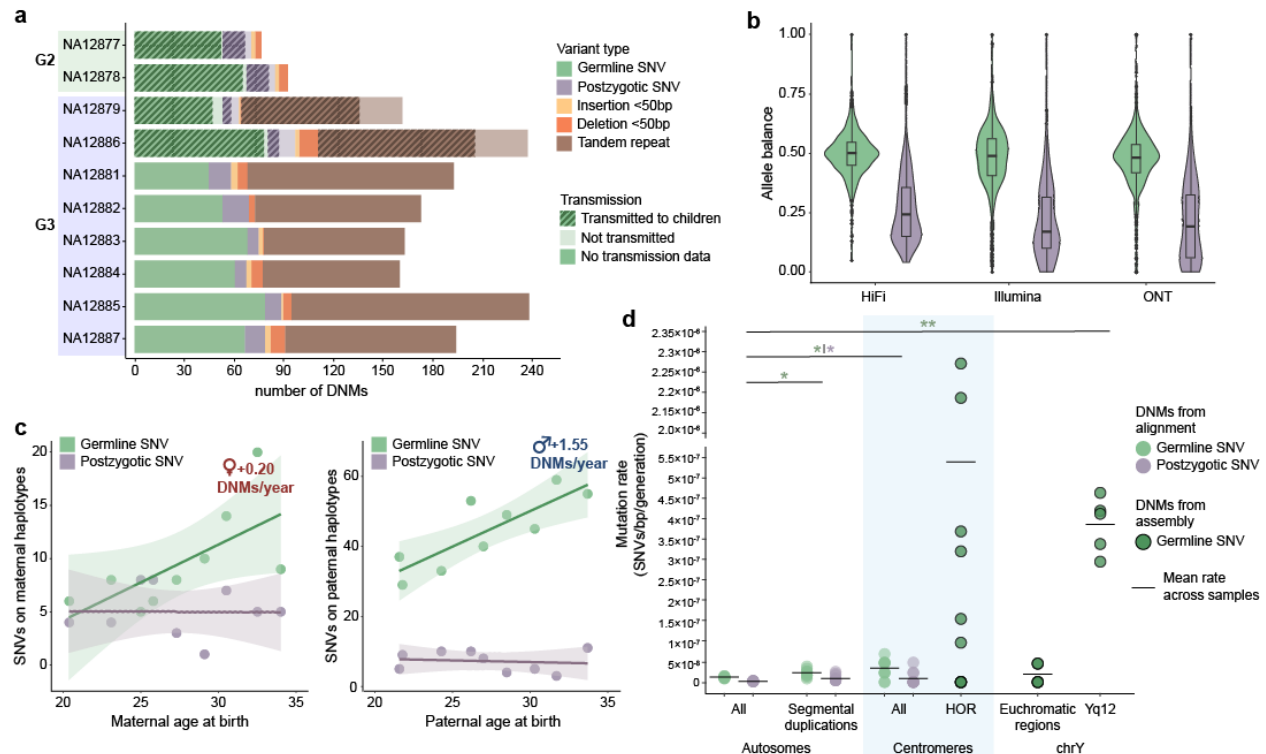 a
G2
NA12877
NA12878
G3
NA12879
NA12886
NA12881
NA12882
NA12883
NA12884
NA12885
NA12887
0
30
60
90
120
150
180
210
240
number of DNMs
Variant type
Germline SNV
Postzygotic SNV
Insertion <50bp
Deletion <50bp
Tandem repeat
Transmission
Transmitted to children
Not transmitted
No transmission data
b
Allele balance
1.00
0.75
0.50
0.25
0.00
HiFi
Illumina
ONT
c
Germline SNV
Postzygotic SNV
♀+0.20
DNMs/year
SNVs on maternal haplotypes
20
15
10
5
0
20
25
30
35
Maternal age at birth
Germline SNV
Postzygotic SNV
♂+1.55
DNMs/year
SNVs on paternal haplotypes
60
40
20
0
20
25
30
35
Paternal age at birth
d
Mutation rate
(SNVs/bp/generation)
2.35×10⁻⁶
2.3×10⁻⁶
2.25×10⁻⁶
2.2×10⁻⁶
2.15×10⁻⁶
2.1×10⁻⁶
2.05×10⁻⁶
2.0×10⁻⁶
5.5×10⁻⁷
5×10⁻⁷
4.5×10⁻⁷
4×10⁻⁷
3.5×10⁻⁷
3×10⁻⁷
2.5×10⁻⁷
2×10⁻⁷
1.5×10⁻⁷
1×10⁻⁷
5×10⁻⁸
0
**
*|*
*
All
Segmental
duplications
All
HOR
Euchromatic
regions
Yq12
Autosomes
Centromeres
chrY
DNMs from
alignment
Germline SNV
Postzygotic SNV
DNMs from
assembly
Germline SNV
Mean rate
across samples